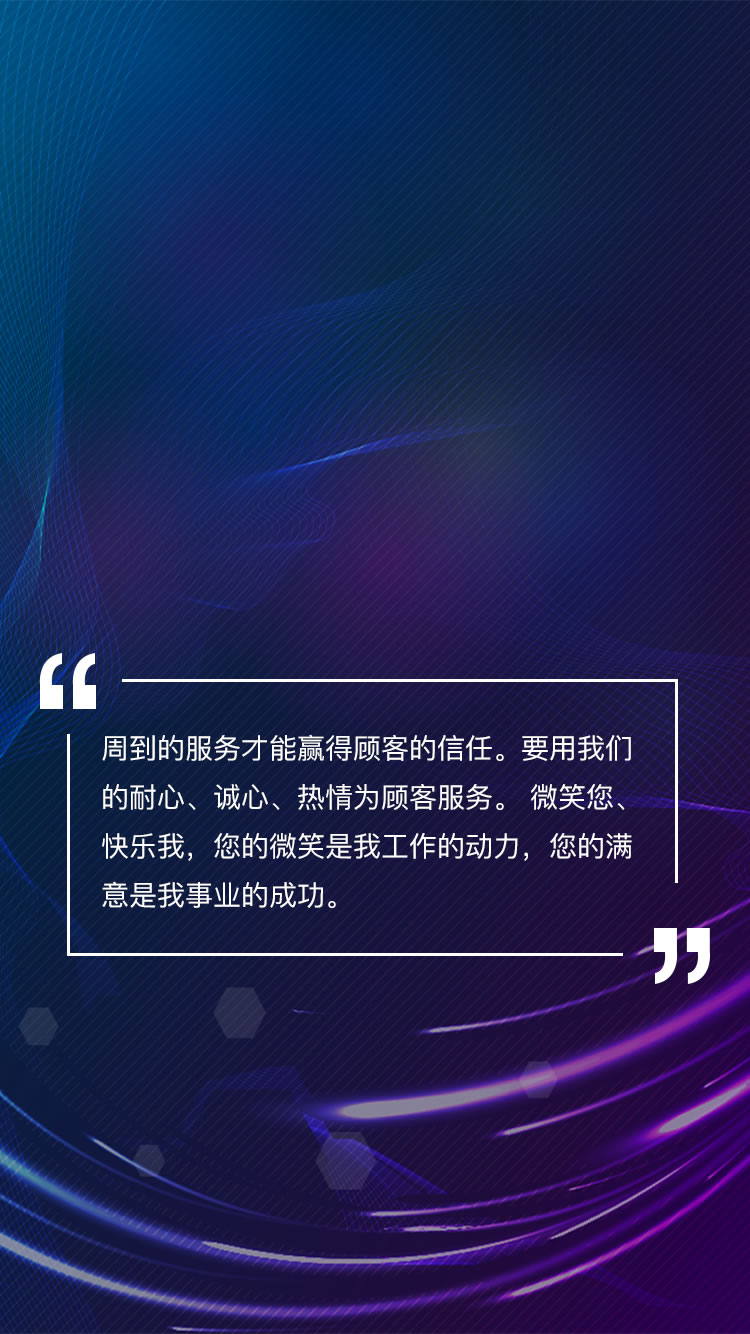 周到的服务才能赢得顾客的信任。要用我们
的耐心、诚心、热情为顾客服务。 微笑您、
快乐我，您的微笑是我工作的动力，您的满
意是我事业的成功。